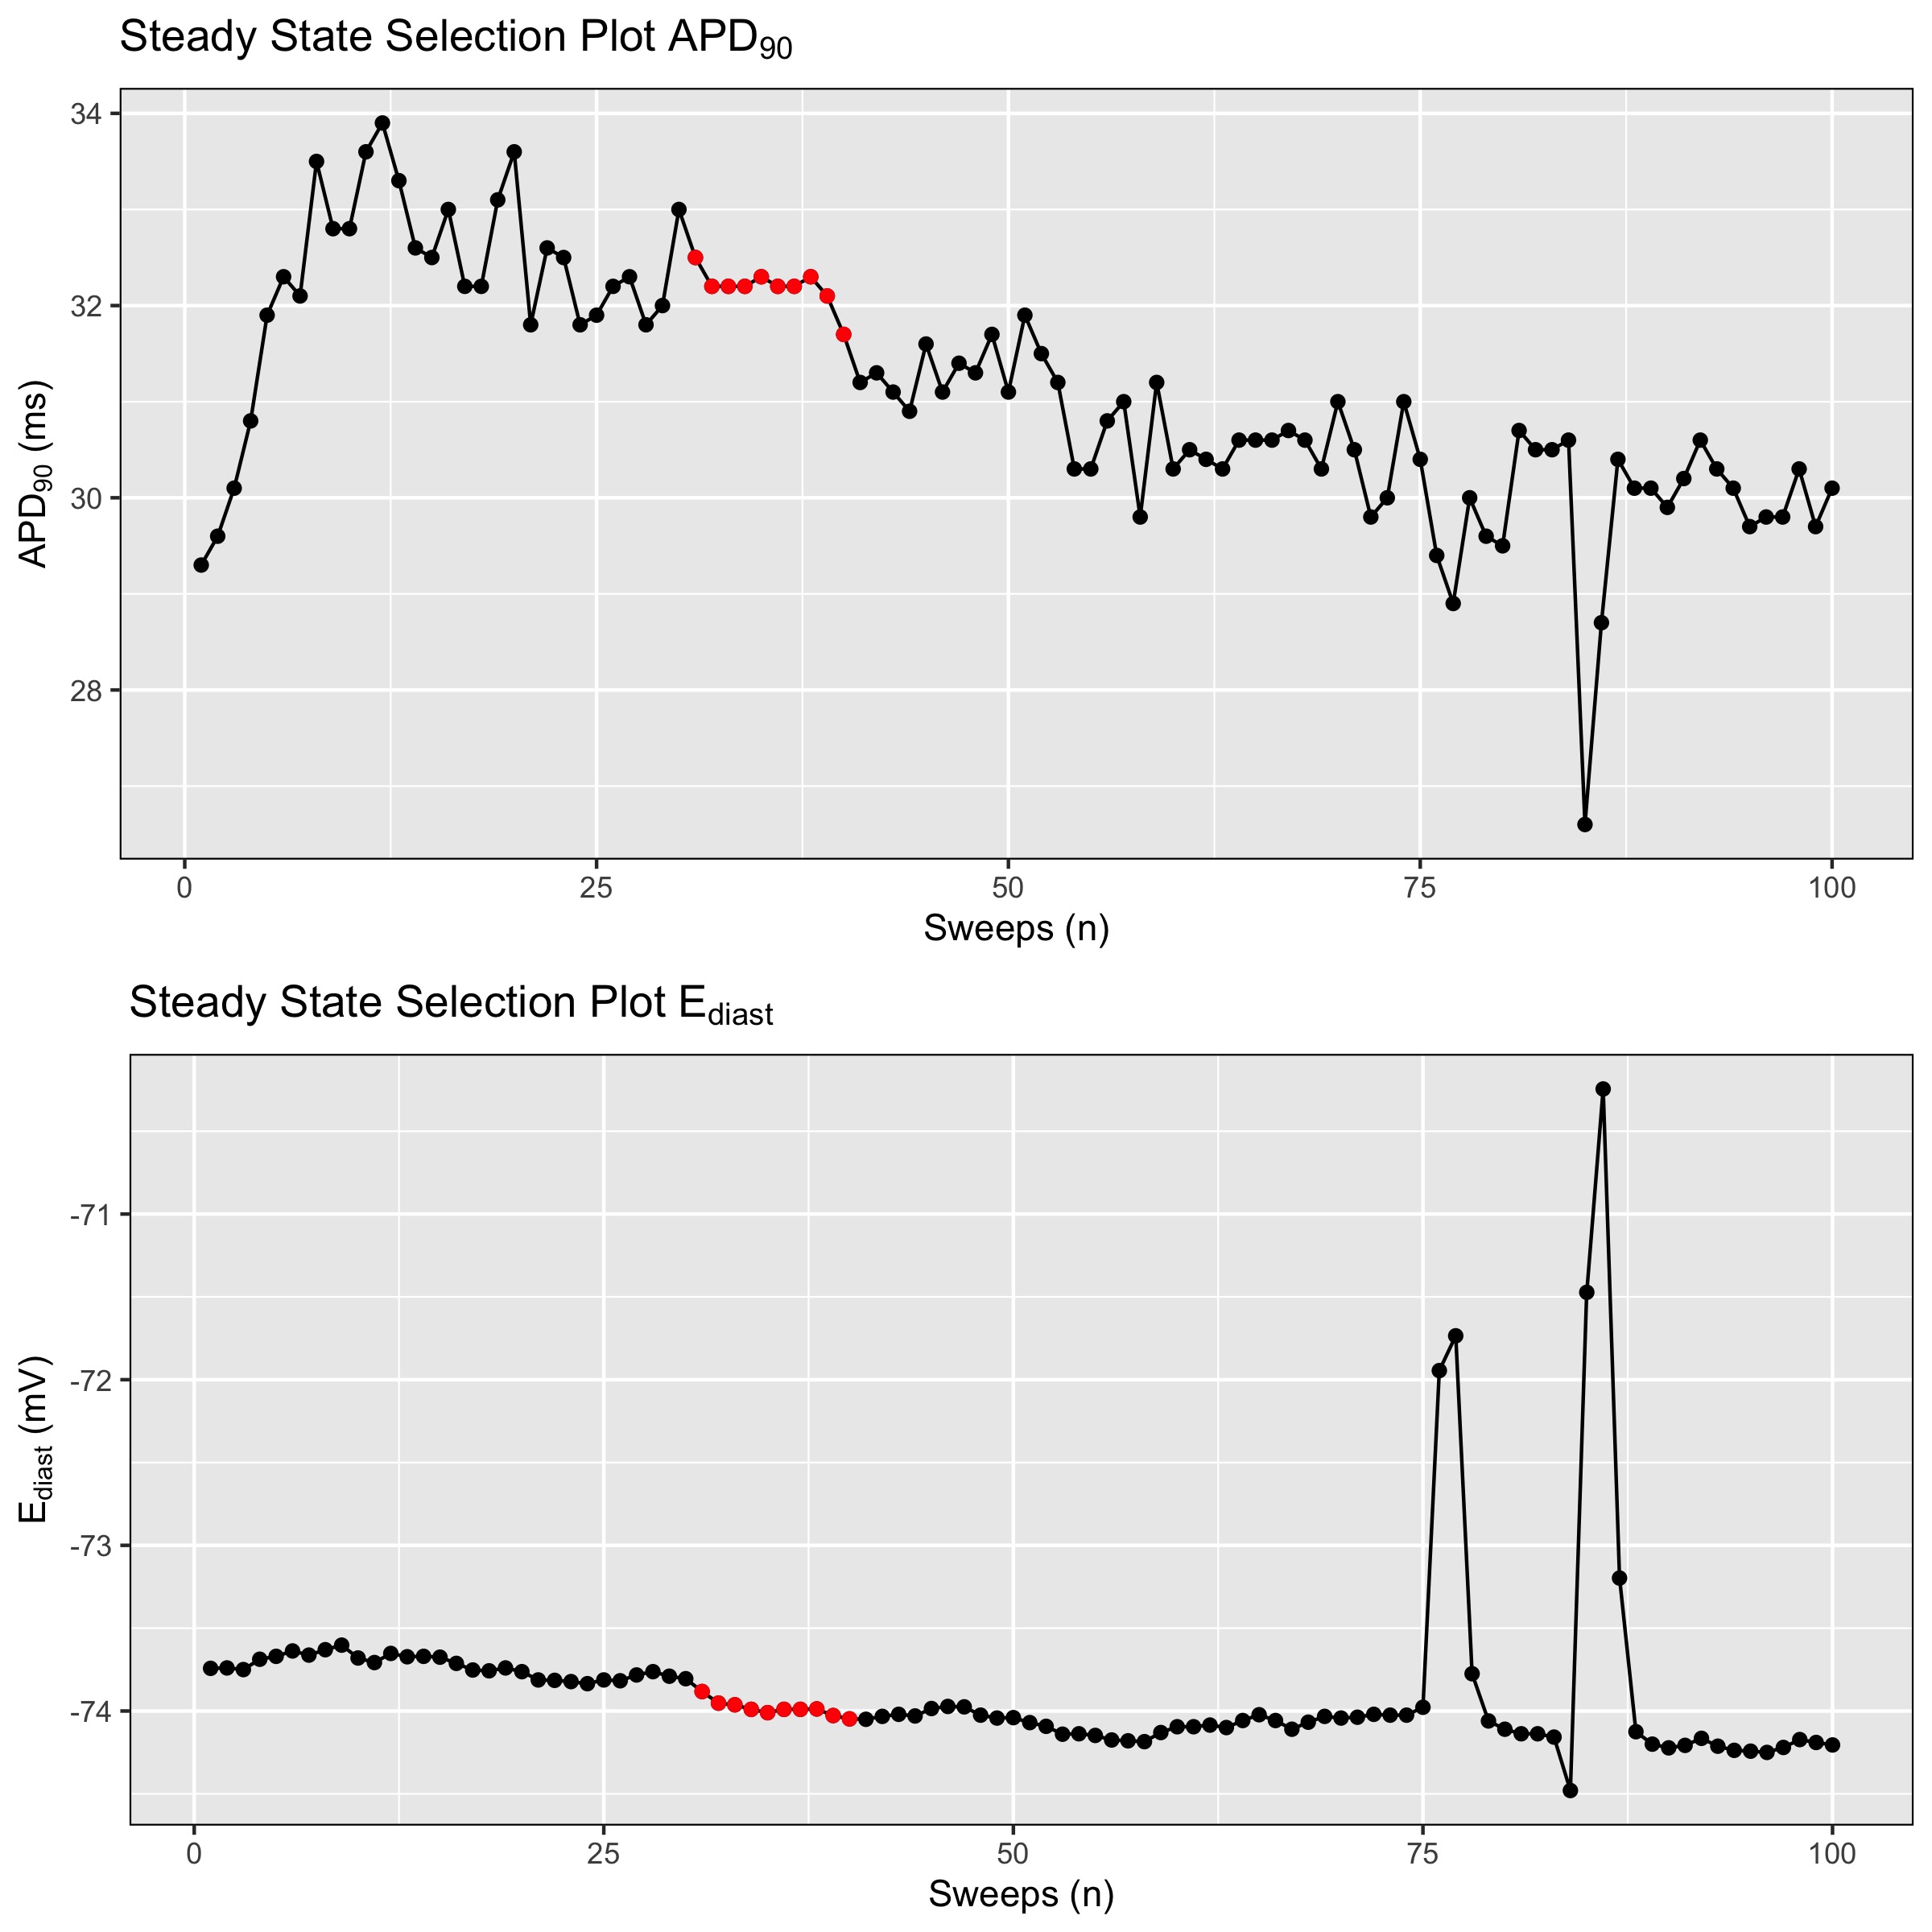 Steady State Selection Plot APD90
34
32
30
28
APD90 (ms)
0 25 50 75 100
Sweeps (n)
Steady State Selection Plot Ediast
-71
-72
-73
-74
Ediast (mV)
0 25 50 75 100
Sweeps (n)